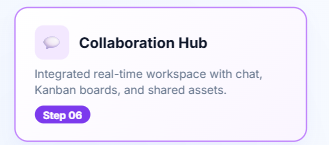 Collaboration Hub
Integrated real-time workspace with chat,
Kanban boards, and shared assets.
Step 06